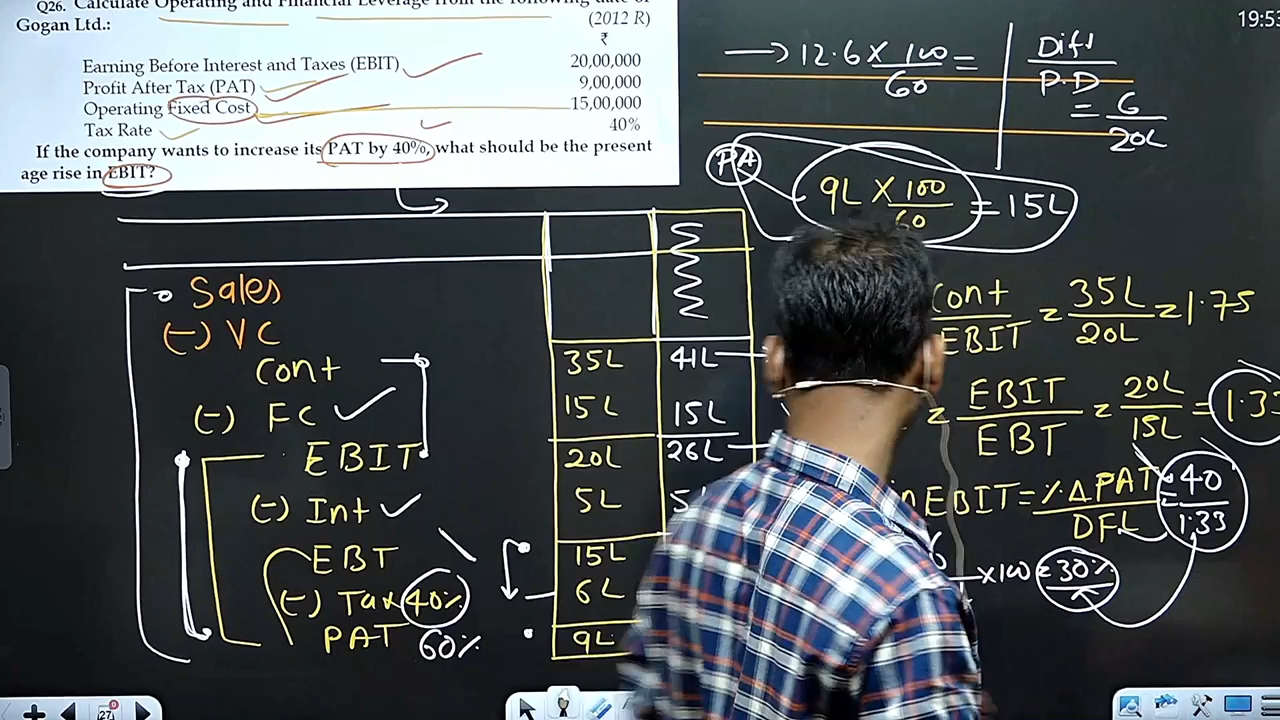 Q26. Calculate Operating and Financial Leverage from the following
Gogan Ltd.: (2012 R)
₹
Earning Before Interest and Taxes (EBIT) 20,00,000
Profit After Tax (PAT) 9,00,000
Operating Fixed Cost 15,00,000
Tax Rate 40%
If the company wants to increase its PAT by 40%, what should be the present
age rise in EBIT?
19:53
12.6 × 100/60 =
Diff/P.D
= 6/20L
PA
9L × 100/60 = 15L
Sales
(-) VC
Cont 35L 41L
(-) FC 15L 15L
EBIT 20L 26L
(-) Int 5L 5
EBT 15L
(-) Tax 40% 6L
PAT 60% 9L
Cont/EBIT = 35L/20L = 1.75
= EBIT/EBT = 20L/15L = 1.33
n EBIT = % Δ PAT/DFL = 40/1.33
6 × 100 = 30%
27